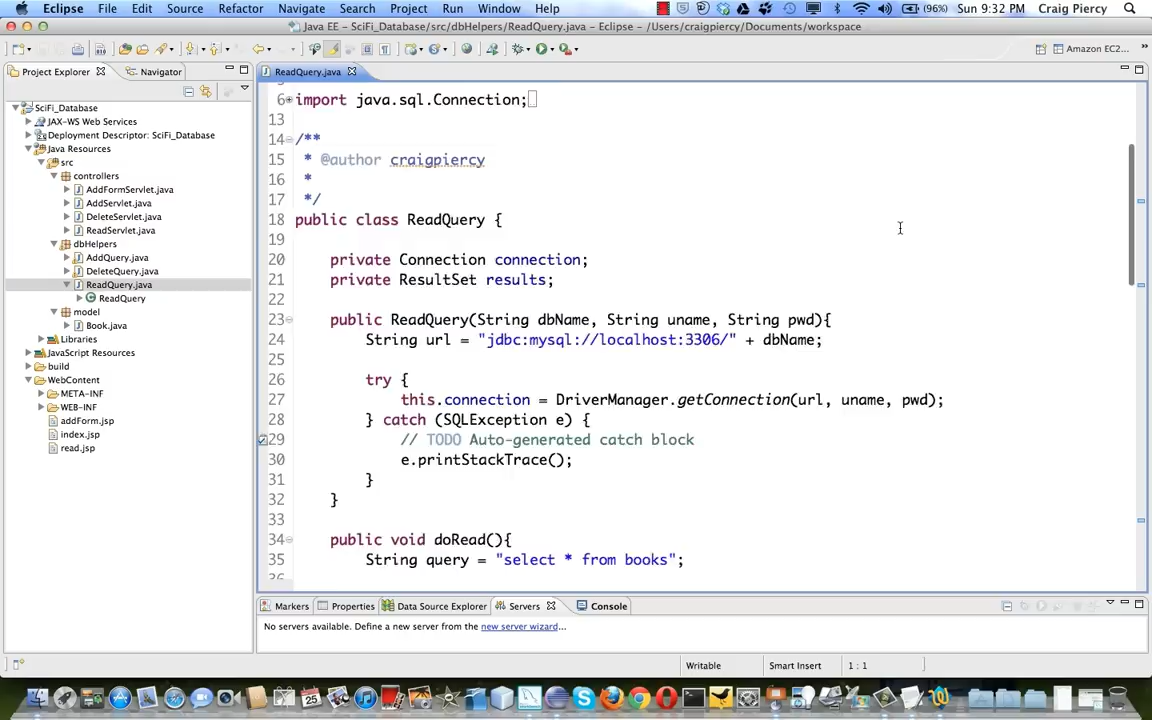 Eclipse File Edit Source Refactor Navigate Search Project Run Window Help (96%) Sun 9:32 PM Craig Piercy
Java EE – SciFi_Database/src/dbHelpers/ReadQuery.java – Eclipse – /Users/craigpiercy/Documents/workspace
Amazon EC2...
Project Explorer Navigator
ReadQuery.java
SciFi_Database
JAX-WS Web Services
Deployment Descriptor: SciFi_Database
Java Resources
src
controllers
AddFormServlet.java
AddServlet.java
DeleteServlet.java
ReadServlet.java
dbHelpers
AddQuery.java
DeleteQuery.java
ReadQuery.java
ReadQuery
model
Book.java
Libraries
JavaScript Resources
build
WebContent
META-INF
WEB-INF
addForm.jsp
index.jsp
read.jsp
6 import java.sql.Connection;
13
14 /**
15 * @author craigpiercy
16 *
17 */
18 public class ReadQuery {
19
20 private Connection connection;
21 private ResultSet results;
22
23 public ReadQuery(String dbName, String uname, String pwd){
24 String url = "jdbc:mysql://localhost:3306/" + dbName;
25
26 try {
27 this.connection = DriverManager.getConnection(url, uname, pwd);
28 } catch (SQLException e) {
29 // TODO Auto-generated catch block
30 e.printStackTrace();
31 }
32 }
33
34 public void doRead(){
35 String query = "select * from books";
36
Markers Properties Data Source Explorer Servers Console
No servers available. Define a new server from the new server wizard...
Writable Smart Insert 1 : 1